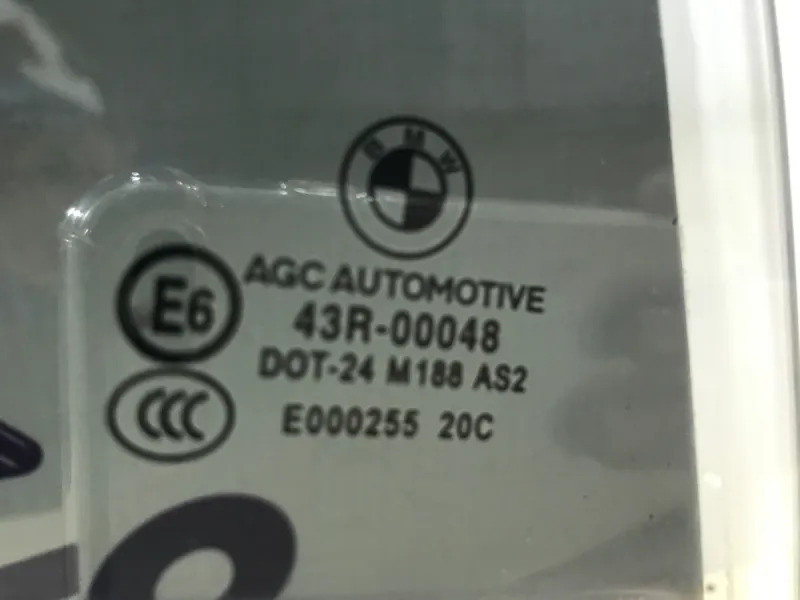 BMW
AGC AUTOMOTIVE
E6
43R-00048
DOT-24 M188 AS2
CCC
E000255 20C